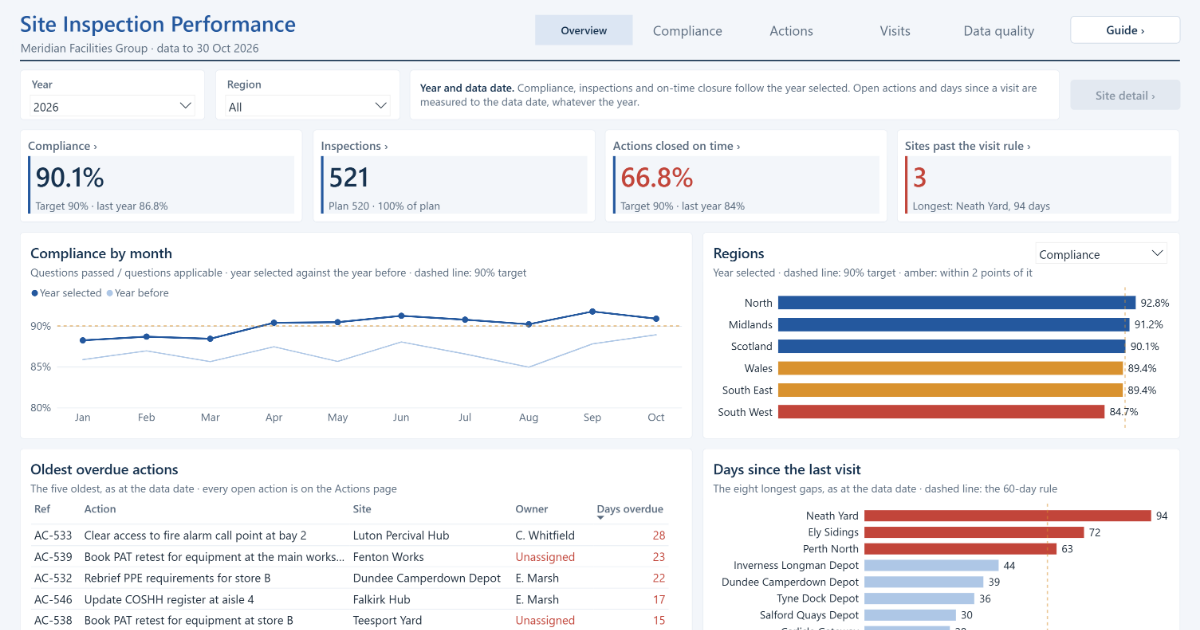 Site Inspection Performance
Meridian Facilities Group · data to 30 Oct 2026
Overview
Compliance
Actions
Visits
Data quality
Guide ›
Year
2026
Region
All
Year and data date. Compliance, inspections and on-time closure follow the year selected. Open actions and days since a visit are
measured to the data date, whatever the year.
Site detail ›
Compliance ›
90.1%
Target 90% · last year 86.8%
Inspections ›
521
Plan 520 · 100% of plan
Actions closed on time ›
66.8%
Target 90% · last year 84%
Sites past the visit rule ›
3
Longest: Neath Yard, 94 days
Compliance by month
Questions passed / questions applicable · year selected against the year before · dashed line: 90% target
Year selected
Year before
90%
85%
80%
Jan Feb Mar Apr May Jun Jul Aug Sep Oct
Regions
Compliance
Year selected · dashed line: 90% target · amber: within 2 points of it
North 92.8%
Midlands 91.2%
Scotland 90.1%
Wales 89.4%
South East 89.4%
South West 84.7%
Oldest overdue actions
The five oldest, as at the data date · every open action is on the Actions page
Ref Action Site Owner Days overdue
AC-533 Clear access to fire alarm call point at bay 2 Luton Percival Hub C. Whitfield 28
AC-539 Book PAT retest for equipment at the main works... Fenton Works Unassigned 23
AC-532 Rebrief PPE requirements for store B Dundee Camperdown Depot E. Marsh 22
AC-546 Update COSHH register at aisle 4 Falkirk Hub E. Marsh 17
AC-538 Book PAT retest for equipment at store B Teesport Yard Unassigned 15
Days since the last visit
The eight longest gaps, as at the data date · dashed line: the 60-day rule
Neath Yard 94
Ely Sidings 72
Perth North 63
Inverness Longman Depot 44
Dundee Camperdown Depot 39
Tyne Dock Depot 36
Salford Quays Depot 30